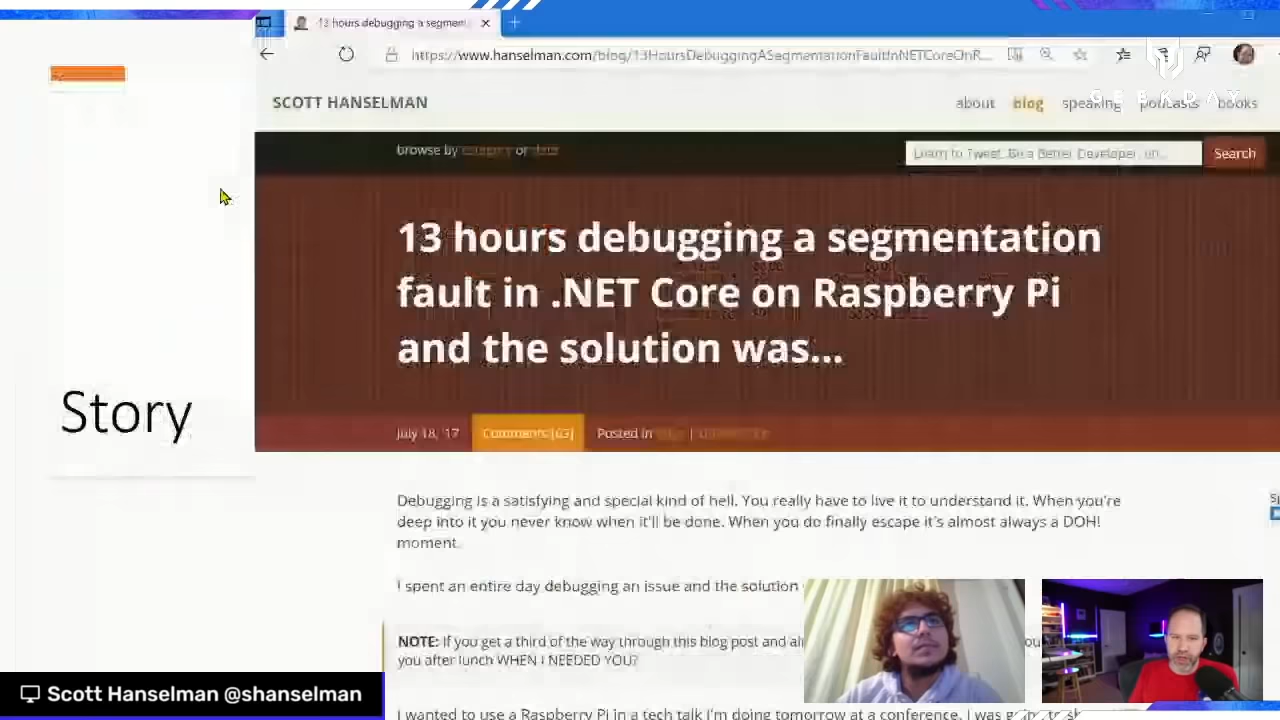 13 hours debugging a segment
https://www.hanselman.com/blog/13HoursDebuggingASegmentationFaultInNETCoreOnR...
GEEKDAY
SCOTT HANSELMAN
about blog speaking podcasts books
browse by category or date
Learn to Tweet, Be a Better Developer, on...
Search
13 hours debugging a segmentation
fault in .NET Core on Raspberry Pi
and the solution was...
Story
July 18, '17 Comments [63] Posted in |
Debugging is a satisfying and special kind of hell. You really have to live it to understand it. When you're
deep into it you never know when it'll be done. When you do finally escape it's almost always a DOH!
moment.
I spent an entire day debugging an issue and the solution
NOTE: If you get a third of the way through this blog post and
you after lunch WHEN I NEEDED YOU?
I wanted to use a Raspberry Pi in a tech talk I'm doing tomorrow at a conference. I was
Scott Hanselman @shanselman